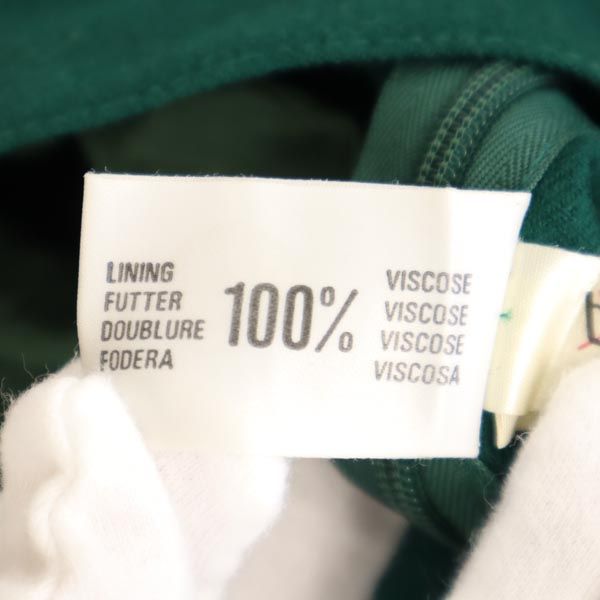 LINING
FUTTER
DOUBLURE
FODERA
100%
VISCOSE
VISCOSE
VISCOSE
VISCOSA